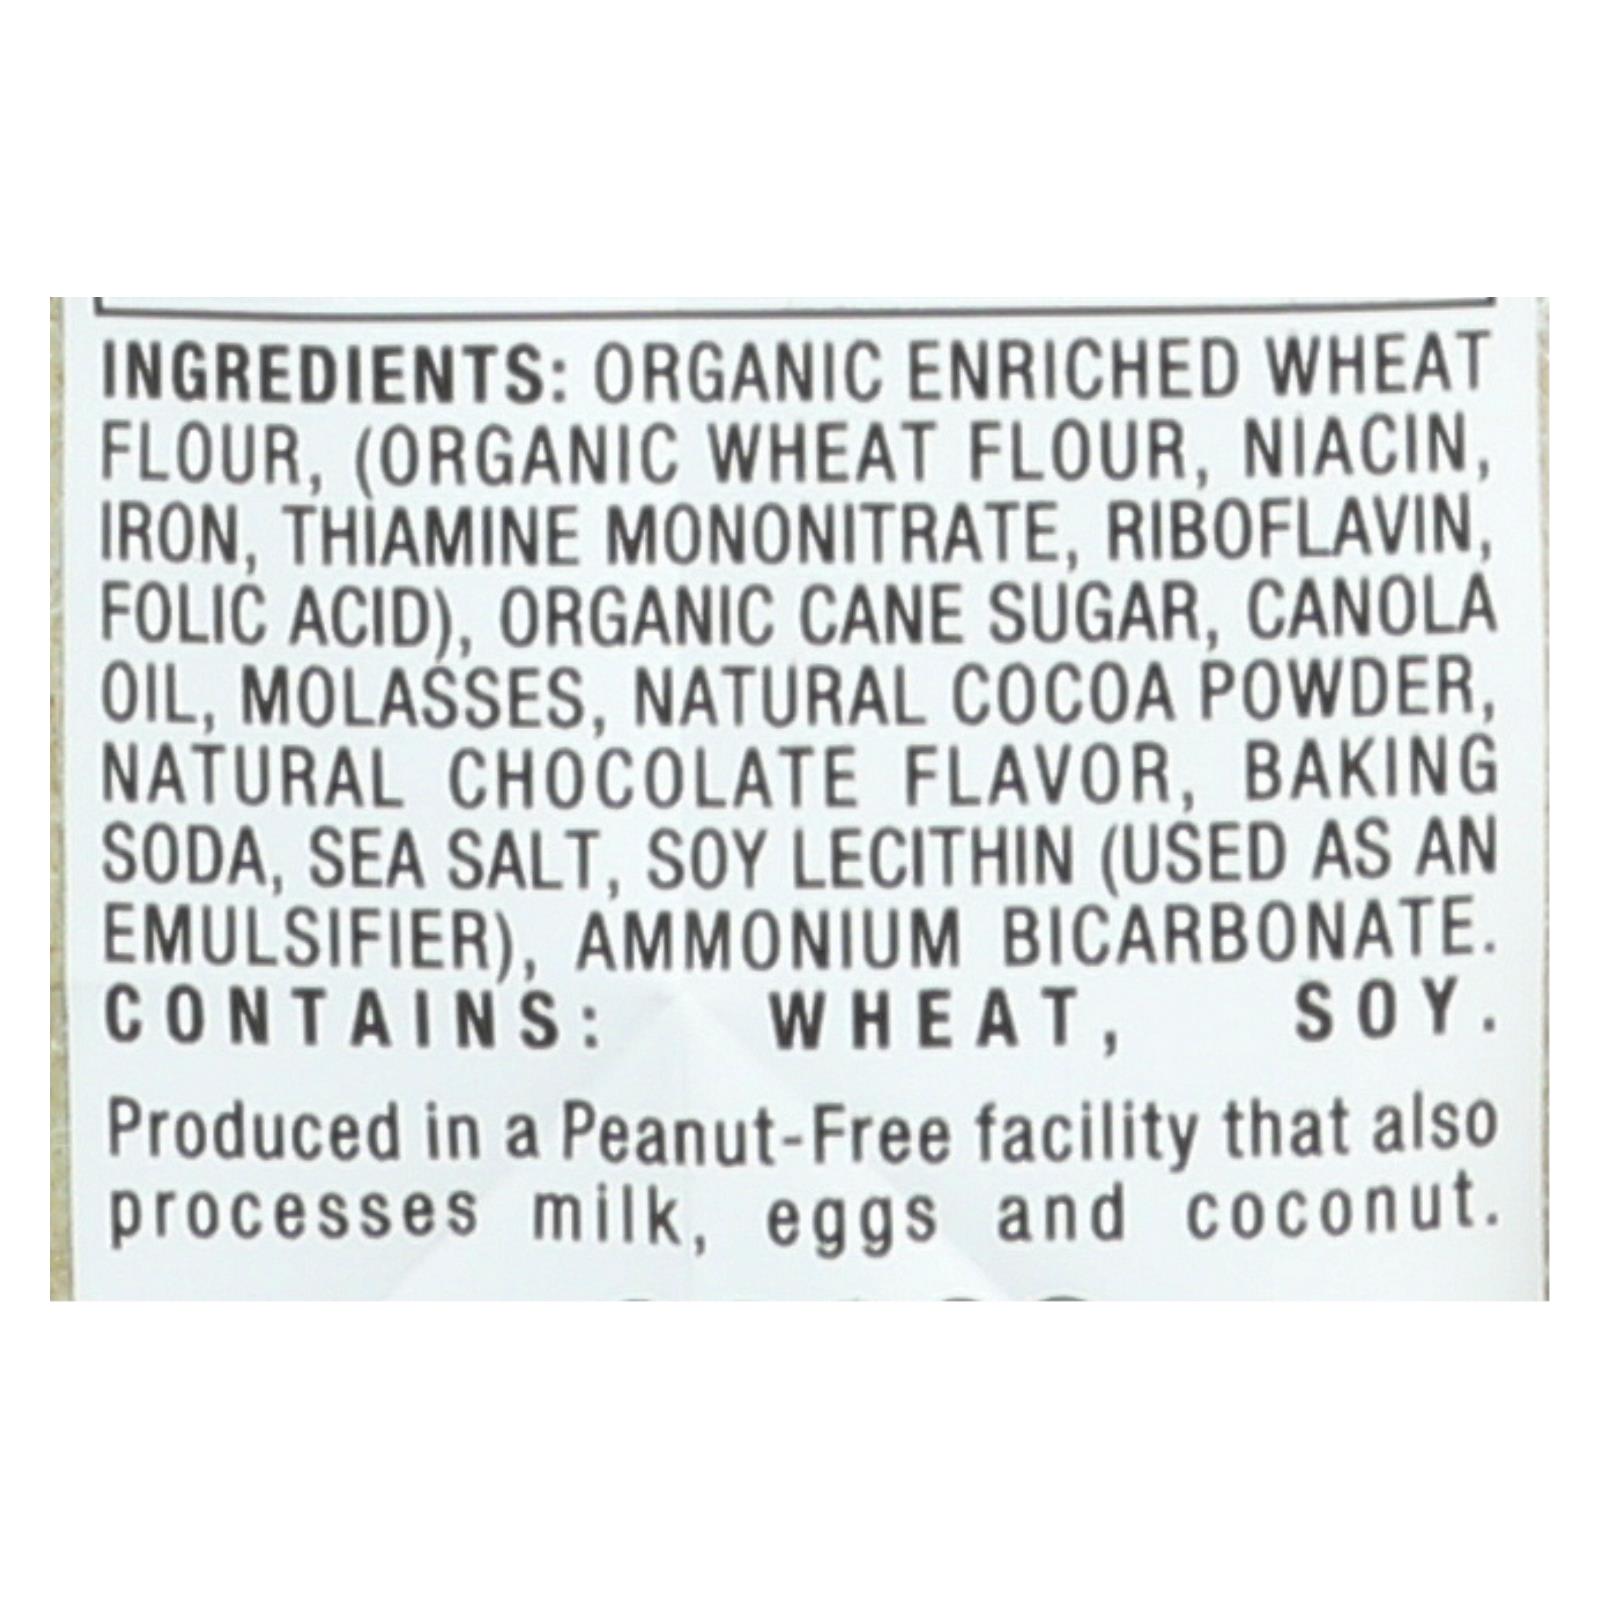 INGREDIENTS: ORGANIC ENRICHED WHEAT
FLOUR, (ORGANIC WHEAT FLOUR, NIACIN,
IRON, THIAMINE MONONITRATE, RIBOFLAVIN,
FOLIC ACID), ORGANIC CANE SUGAR, CANOLA
OIL, MOLASSES, NATURAL COCOA POWDER,
NATURAL CHOCOLATE FLAVOR, BAKING
SODA, SEA SALT, SOY LECITHIN (USED AS AN
EMULSIFIER), AMMONIUM BICARBONATE.
CONTAINS: WHEAT, SOY.
Produced in a Peanut-Free facility that also
processes milk, eggs and coconut.